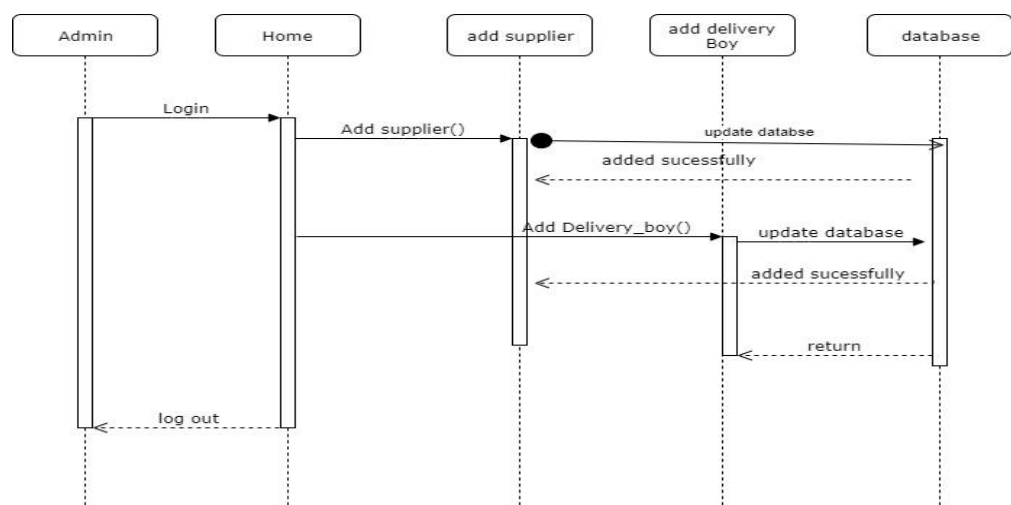 Admin
Home
add supplier
add delivery
Boy
database
Login
Add supplier()
update databse
added sucessfully
Add Delivery_boy()
update database
added sucessfully
return
log out